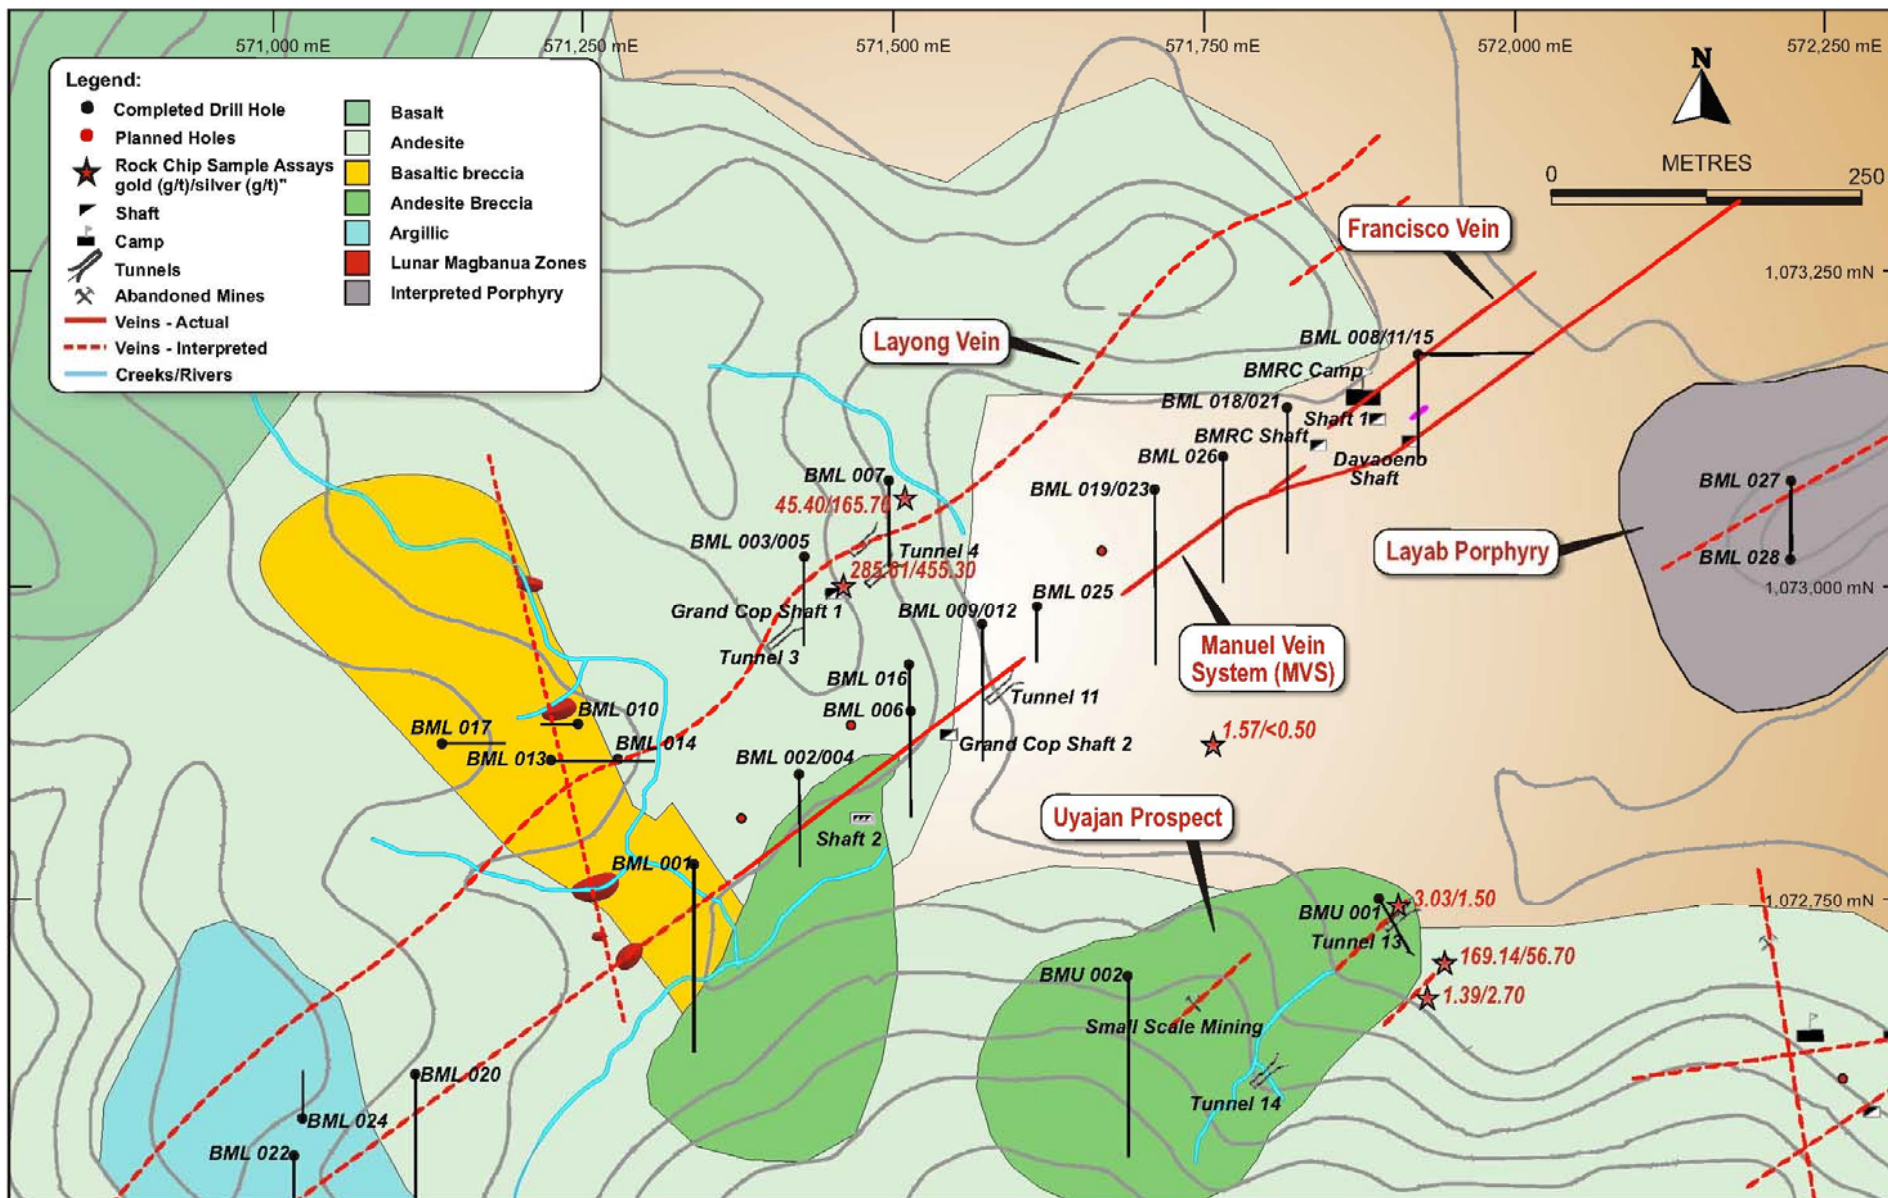 571,000 mE
571,250 mE
571,500 mE
571,750 mE
572,000 mE
572,250 mE
Legend:
Completed Drill Hole
Planned Holes
Rock Chip Sample Assays
gold (g/t)/silver (g/t)"
Shaft
Camp
Tunnels
Abandoned Mines
Veins - Actual
Veins - Interpreted
Creeks/Rivers
Basalt
Andesite
Basaltic breccia
Andesite Breccia
Argillic
Lunar Magbanua Zones
Interpreted Porphyry
N
METRES
0
250
Francisco Vein
1,073,250 mN
Layong Vein
BML 008/11/15
BMRC Camp
BML 018/021
Shaft 1
BMRC Shaft
BML 026
Davaoeno
Shaft
BML 007
BML 019/023
BML 027
45.40/165.70
BML 003/005
Tunnel 4
Layab Porphyry
BML 028
285.61/455.30
1,073,000 mN
Grand Cop Shaft 1
BML 009/012
BML 025
Tunnel 3
Manuel Vein
System (MVS)
BML 016
Tunnel 11
BML 006
BML 010
BML 017
BML 014
BML 013
Grand Cop Shaft 2
1.57/<0.50
BML 002/004
Uyajan Prospect
Shaft 2
BML 001
3.03/1.50
1,072,750 mN
BMU 001
Tunnel 13
169.14/56.70
BMU 002
1.39/2.70
Small Scale Mining
BML 020
Tunnel 14
BML 024
BML 022